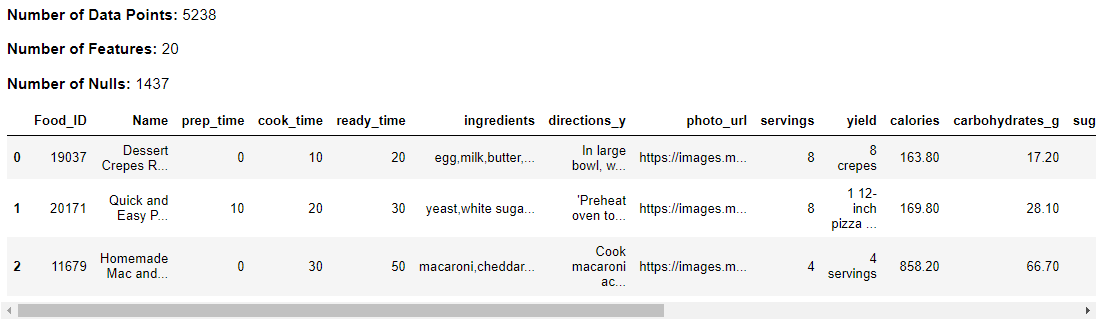 Number of Data Points: 5238
Number of Features: 20
Number of Nulls: 1437
Food_ID Name prep_time cook_time ready_time ingredients directions_y photo_url servings yield calories carbohydrates_g sug
0 19037 Dessert Crepes R... 0 10 20 egg,milk,butter,... In large bowl, w... https://images.m... 8 8 crepes 163.80 17.20
1 20171 Quick and Easy P... 10 20 30 yeast,white suga... 'Preheat oven to... https://images.m... 8 1 12-inch pizza ... 169.80 28.10
2 11679 Homemade Mac and... 0 30 50 macaroni,cheddar... Cook macaroni ac... https://images.m... 4 4 servings 858.20 66.70